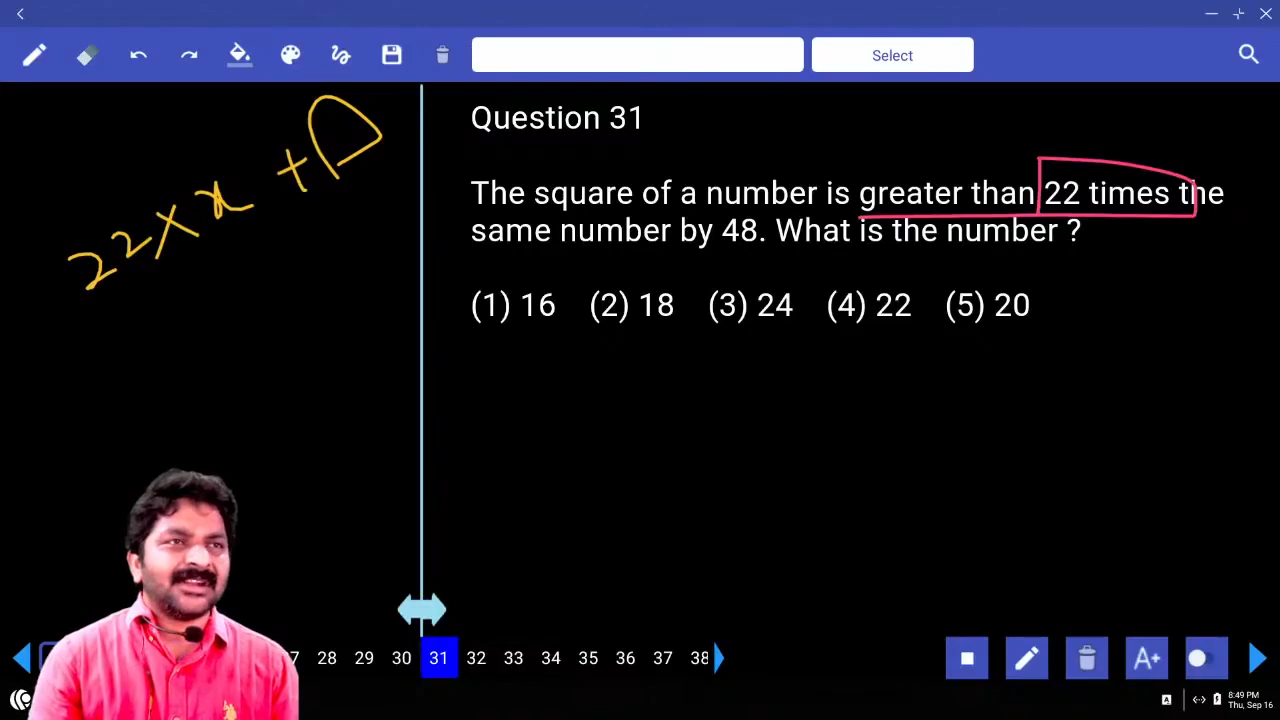 Select
Question 31
The square of a number is greater than 22 times the
same number by 48. What is the number ?
(1) 16 (2) 18 (3) 24 (4) 22 (5) 20
22 × x + D
7 28 29 30 31 32 33 34 35 36 37 38
A+
A
8:49 PM
Thu, Sep 16